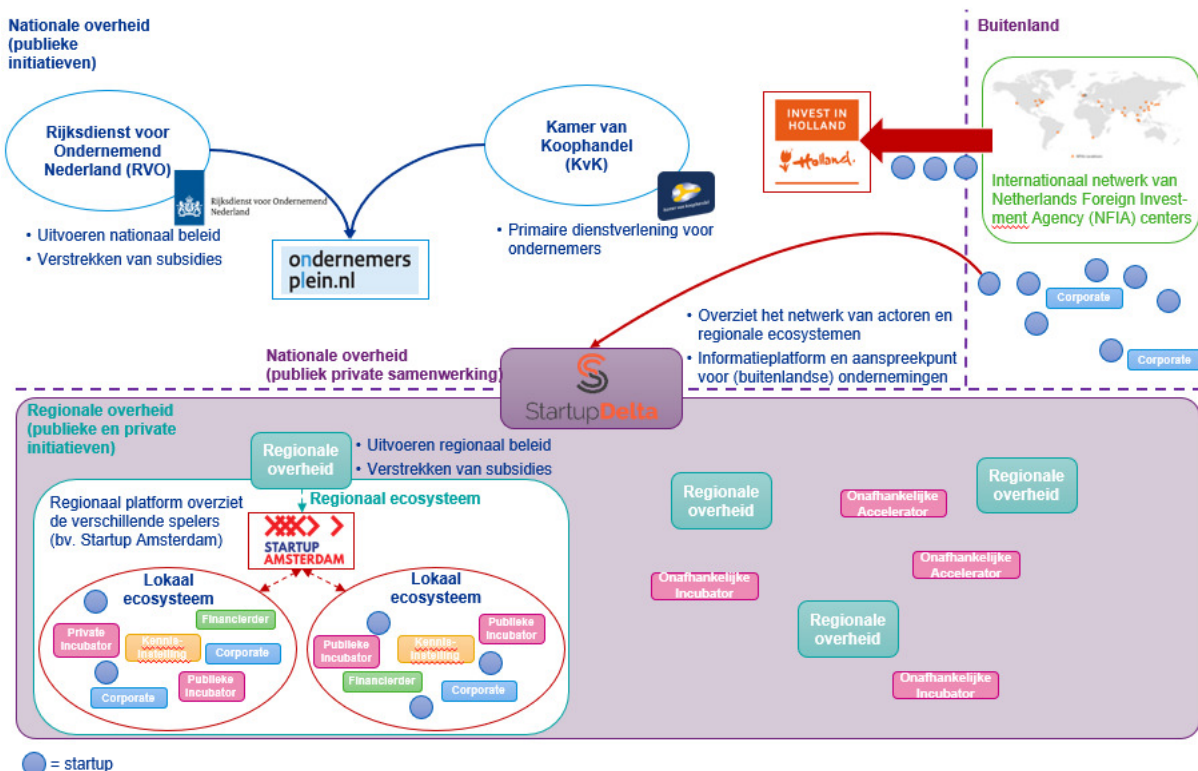 Nationale overheid
(publieke
initiatieven)
Buitenland
Rijksdienst voor
Ondernemend
Nederland (RVO)
Rijksdienst voor Ondernemend
Nederland
• Uitvoeren nationaal beleid
• Verstrekken van subsidies
ondernemers
plein.nl
Kamer van
Koophandel
(KvK)
Kamer van koophandel
• Primaire dienstverlening voor
ondernemers
INVEST IN
HOLLAND
Holland.
Internationaal netwerk van
Netherlands Foreign Invest-
ment Agency (NFIA) centers
Corporate
Corporate
• Overziet het netwerk van actoren en
regionale ecosystemen
• Informatieplatform en aanspreekpunt
voor (buitenlandse) ondernemingen
Nationale overheid
(publiek private samenwerking)
StartupDelta
Regionale overheid
(publieke en private
initiatieven)
Regionale
overheid
• Uitvoeren regionaal beleid
• Verstrekken van subsidies
Regionaal ecosysteem
Regionaal platform overziet
de verschillende spelers
(bv. Startup Amsterdam)
STARTUP
AMSTERDAM
Lokaal
ecosysteem
Financierder
Private
Incubator
Kennis-
Instelling
Corporate
Publieke
Incubator
Corporate
Lokaal
ecosysteem
Publieke
Incubator
Publieke
Incubator
Kennis-
Instelling
Financierder
Corporate
Regionale
overheid
Onafhankelijke
Accelerator
Regionale
overheid
Onafhankelijke
Accelerator
Onafhankelijke
Incubator
Regionale
overheid
Onafhankelijke
Incubator
= startup